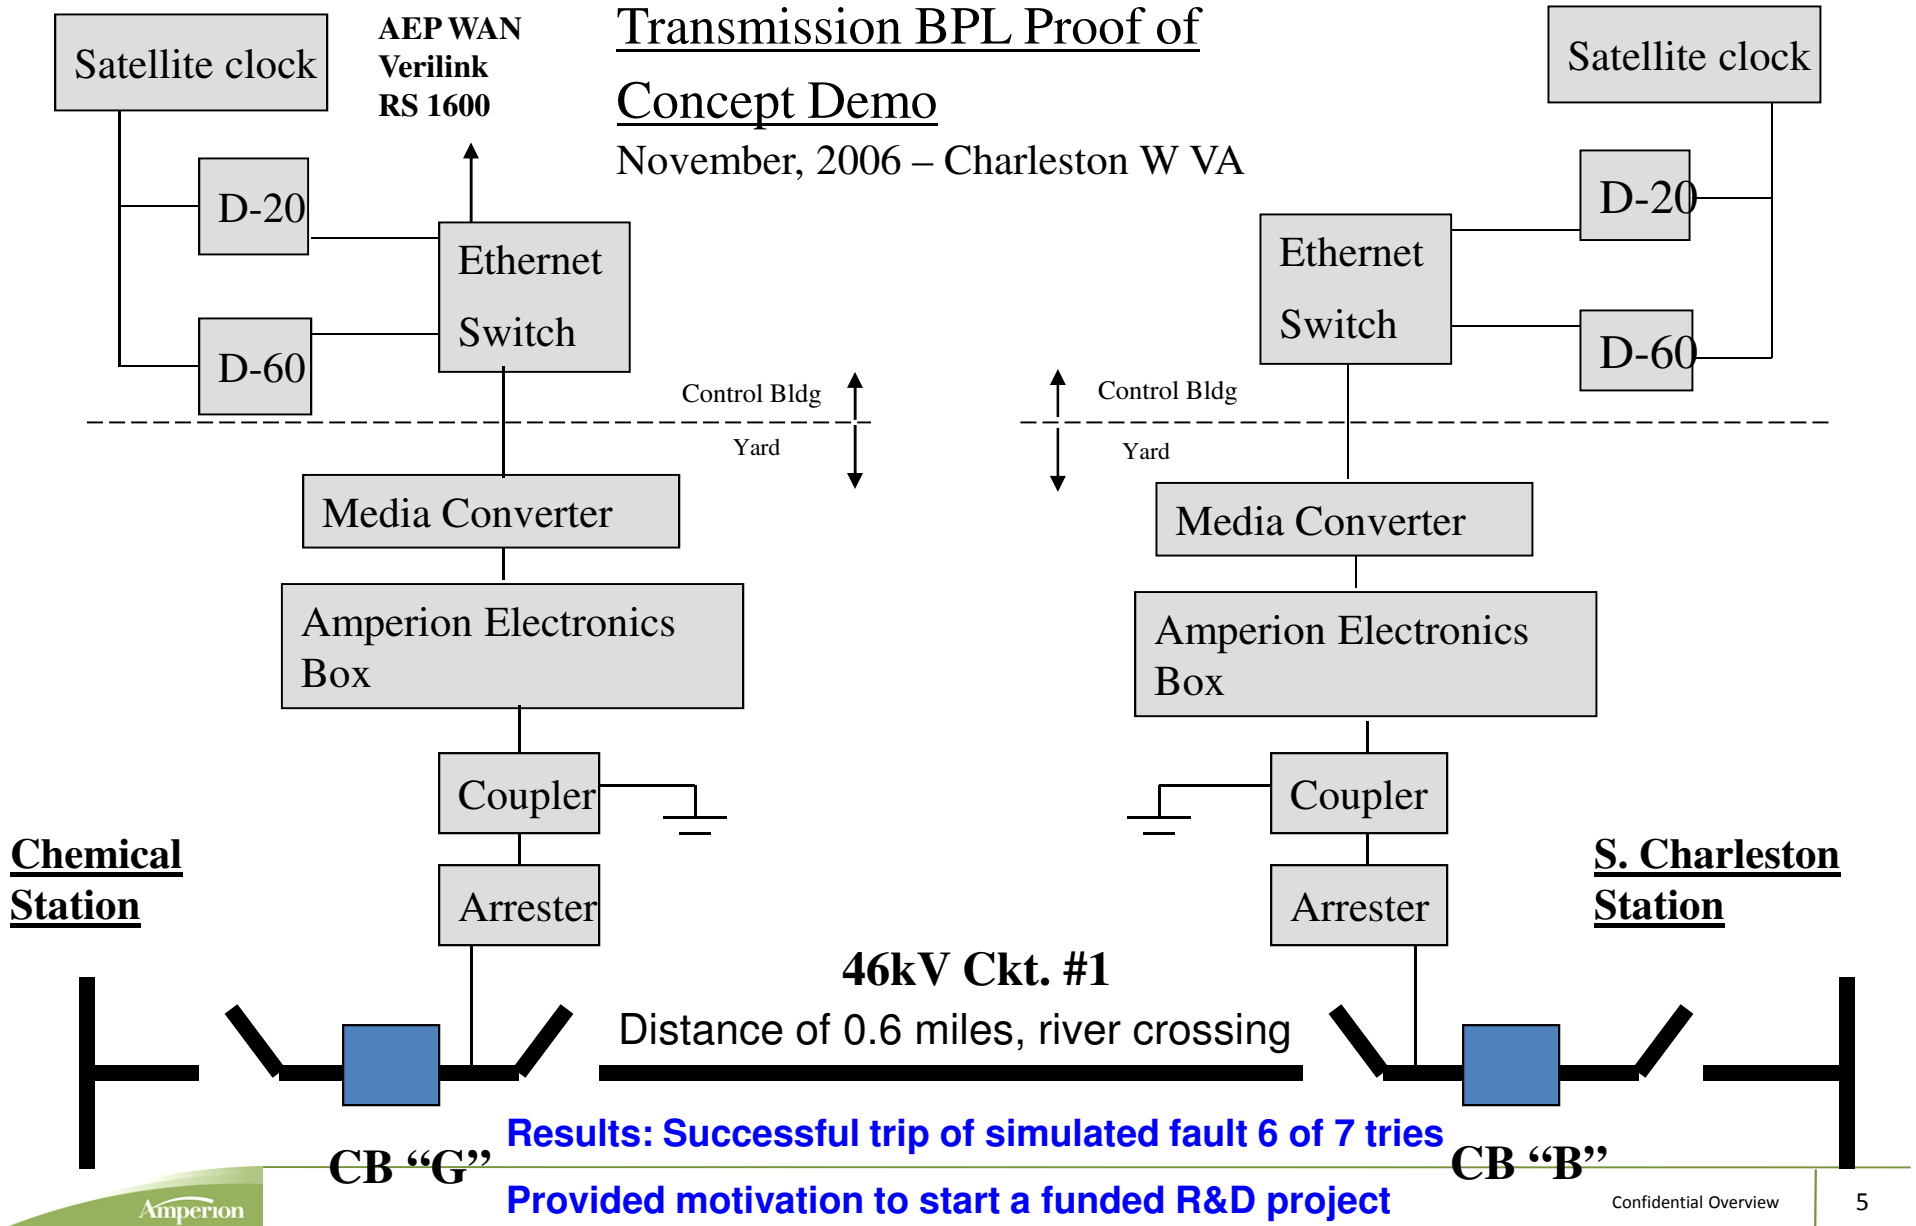 Transmission BPL Proof of
Concept Demo
November, 2006 – Charleston W VA
Satellite clock
AEP WAN
Verilink
RS 1600
Satellite clock
D-20
Ethernet
Switch
D-60
Ethernet
Switch
D-20
D-60
Control Bldg
Yard
Control Bldg
Yard
Media Converter
Media Converter
Amperion Electronics
Box
Amperion Electronics
Box
Coupler
Coupler
Chemical
Station
S. Charleston
Station
Arrester
Arrester
46kV Ckt. #1
Distance of 0.6 miles, river crossing
Results: Successful trip of simulated fault 6 of 7 tries
CB “G”
CB “B”
Provided motivation to start a funded R&D project
Amperion
Confidential Overview
5